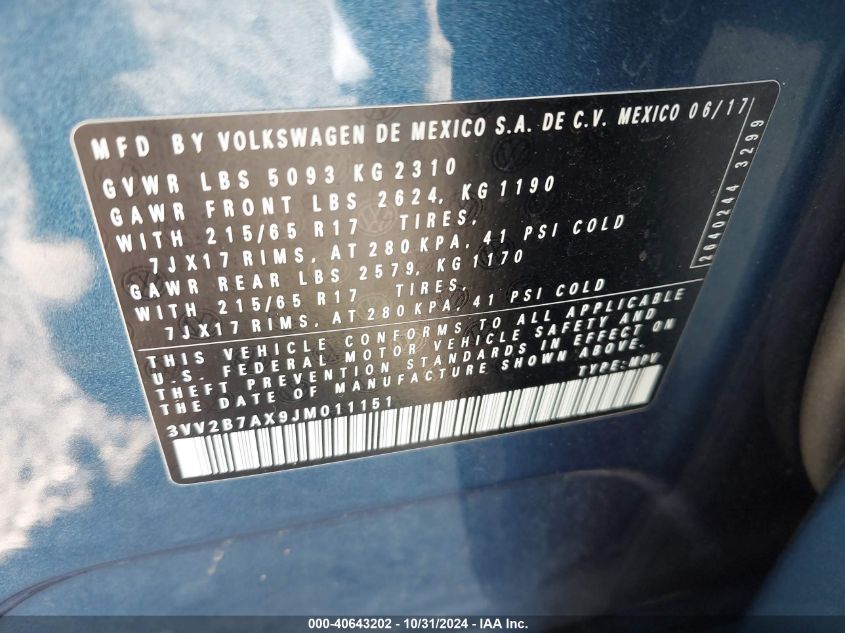 MFD BY VOLKSWAGEN DE MEXICO S.A. DE C.V. MEXICO 06/17
GVWR LBS 5093 KG 2310
GAWR FRONT LBS 2624, KG 1190
WITH 215/65 R17 TIRES,
7JX17 RIMS, AT 280 KPA, 41 PSI COLD
GAWR REAR LBS 2579, KG 1170
WITH 215/65 R17 TIRES,
7JX17 RIMS, AT 280 KPA, 41 PSI COLD
THIS VEHICLE CONFORMS TO ALL APPLICABLE
U.S. FEDERAL MOTOR VEHICLE SAFETY AND
THEFT PREVENTION STANDARDS IN EFFECT ON
THE DATE OF MANUFACTURE SHOWN ABOVE.
TYPE: MPV
3VV2B7AX9JM011151
2640244 3299
000-40643202 - 10/31/2024 - IAA Inc.